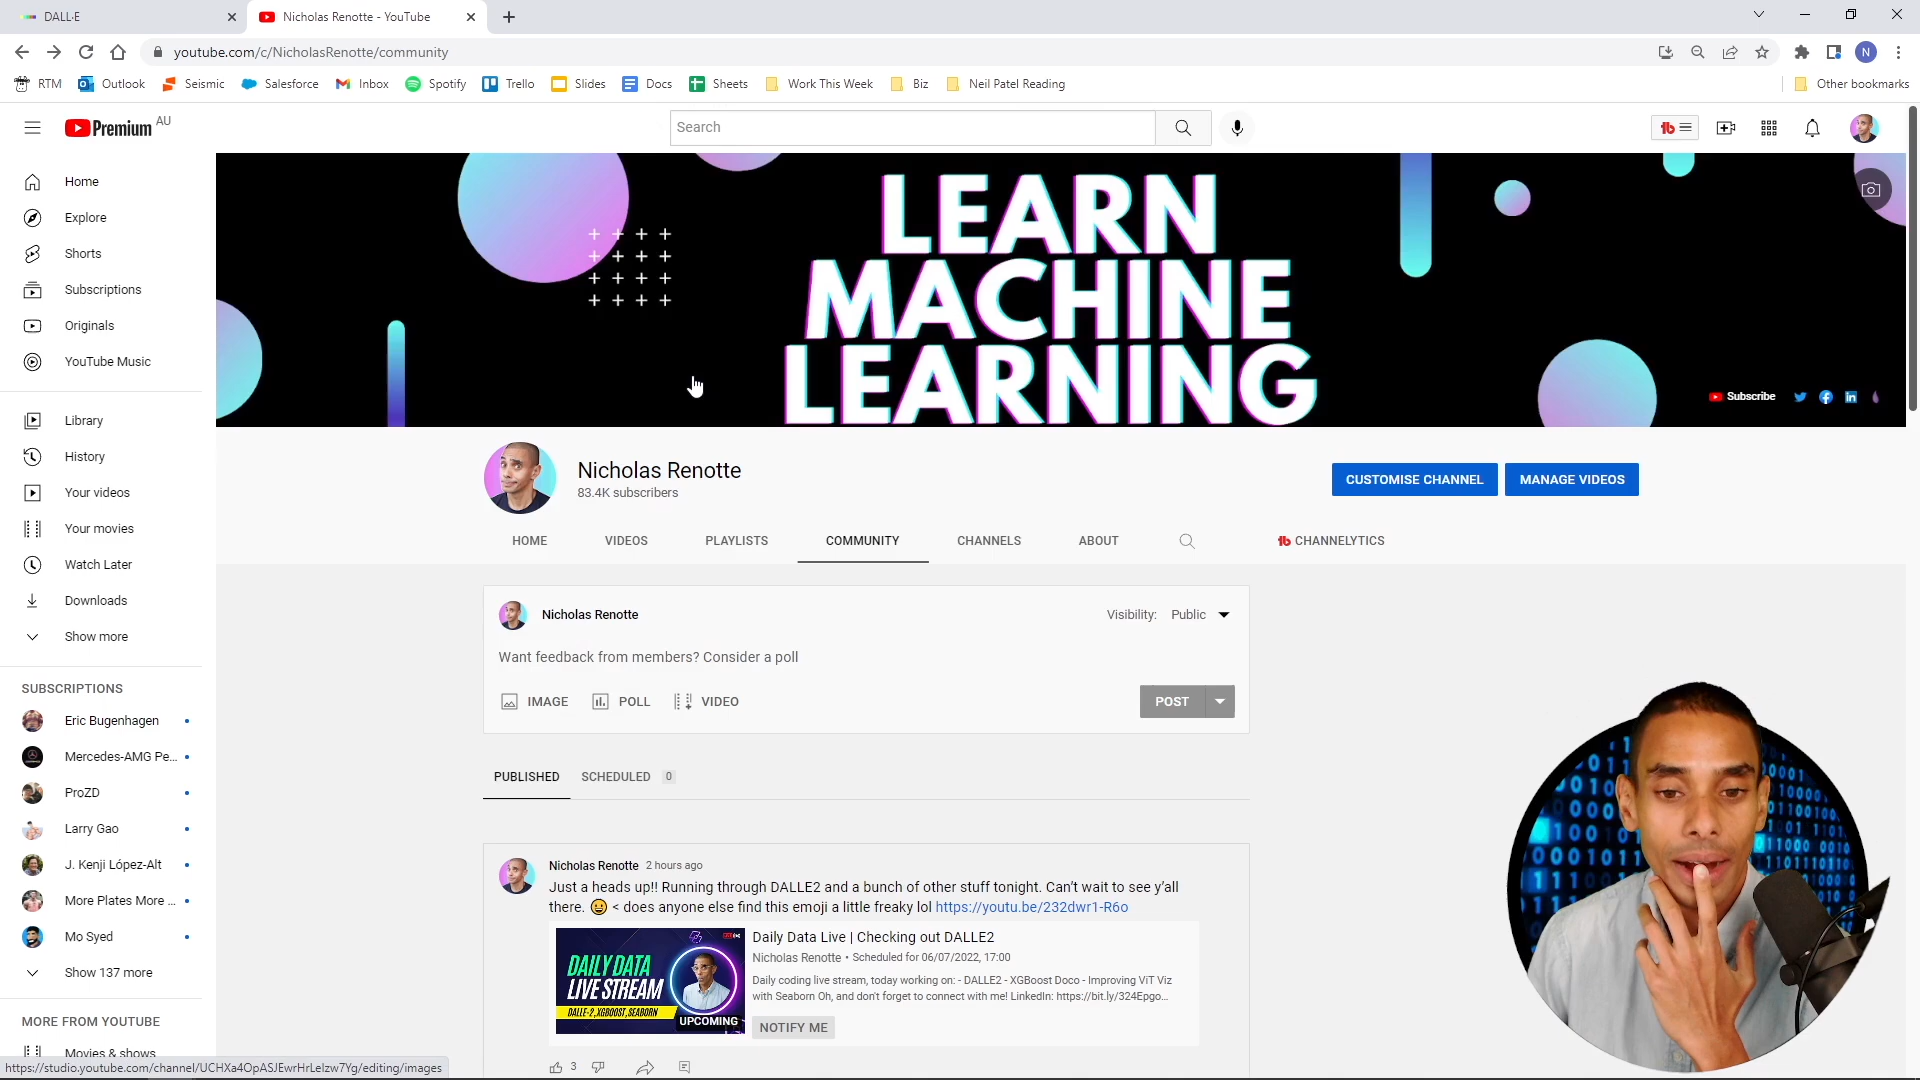 DALL·E
Nicholas Renotte - YouTube
youtube.com/c/NicholasRenotte/community
N
RTM
Outlook
Seismic
Salesforce
Inbox
Spotify
Trello
Slides
Docs
Sheets
Work This Week
Biz
Neil Patel Reading
Other bookmarks
Premium AU
Search
Home
Explore
Shorts
Subscriptions
Originals
YouTube Music
Library
History
Your videos
Your movies
Watch Later
Downloads
Show more
SUBSCRIPTIONS
Eric Bugenhagen
Mercedes-AMG Pe...
ProZD
Larry Gao
J. Kenji López-Alt
More Plates More ...
Mo Syed
Show 137 more
MORE FROM YOUTUBE
Movies & shows
LEARN
MACHINE
LEARNING
Subscribe
Nicholas Renotte
83.4K subscribers
CUSTOMISE CHANNEL
MANAGE VIDEOS
HOME
VIDEOS
PLAYLISTS
COMMUNITY
CHANNELS
ABOUT
CHANNELYTICS
Nicholas Renotte
Visibility: Public
Want feedback from members? Consider a poll
IMAGE
POLL
VIDEO
POST
PUBLISHED
SCHEDULED 0
Nicholas Renotte 2 hours ago
Just a heads up!! Running through DALLE2 and a bunch of other stuff tonight. Can't wait to see y'all
there. 😀 < does anyone else find this emoji a little freaky lol https://youtu.be/232dwr1-R6o
DAILY DATA
LIVE STREAM
DALLE-2,XGBOOST,SEABORN
UPCOMING
Daily Data Live | Checking out DALLE2
Nicholas Renotte • Scheduled for 06/07/2022, 17:00
Daily coding live stream, today working on: - DALLE2 - XGBoost Doco - Improving ViT Viz
with Seaborn Oh, and don't forget to connect with me! LinkedIn: https://bit.ly/324Epgo...
NOTIFY ME
3
https://studio.youtube.com/channel/UCHXa4OpASJEwrHrLeIzw7Yg/editing/images